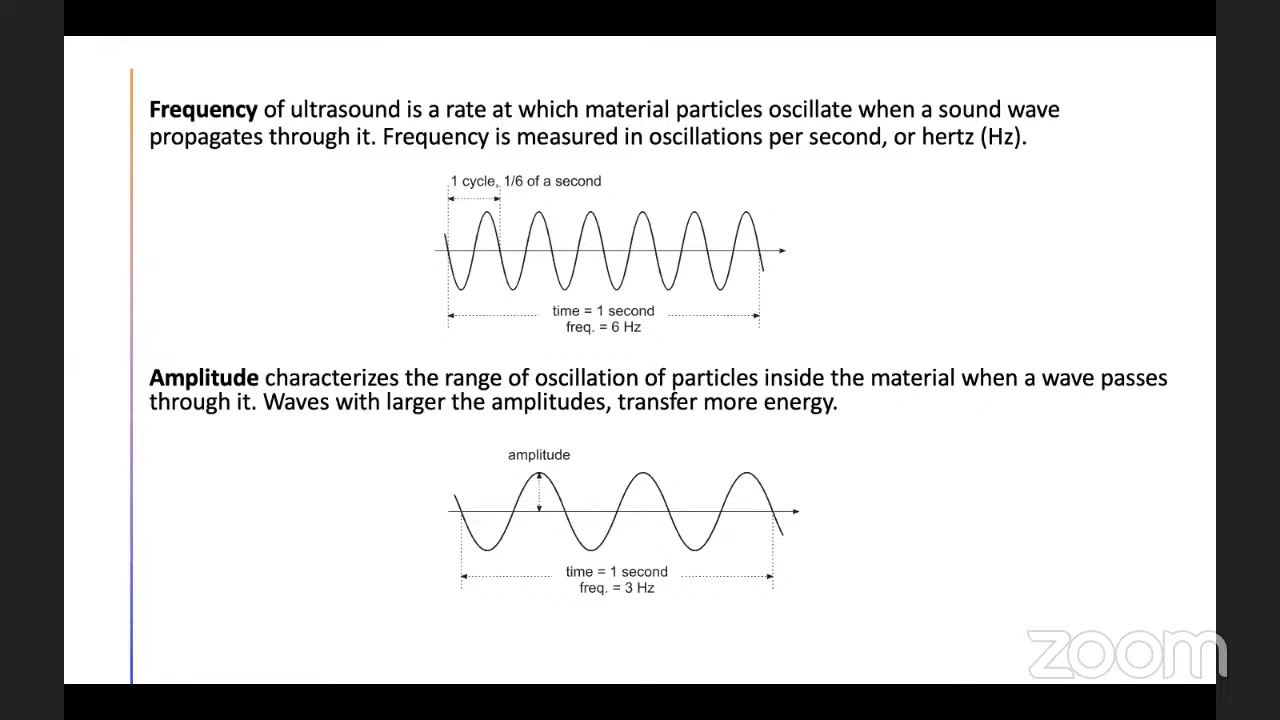 Frequency of ultrasound is a rate at which material particles oscillate when a sound wave
propagates through it. Frequency is measured in oscillations per second, or hertz (Hz).
1 cycle, 1/6 of a second
time = 1 second
freq. = 6 Hz
Amplitude characterizes the range of oscillation of particles inside the material when a wave passes
through it. Waves with larger the amplitudes, transfer more energy.
amplitude
time = 1 second
freq. = 3 Hz
zoom